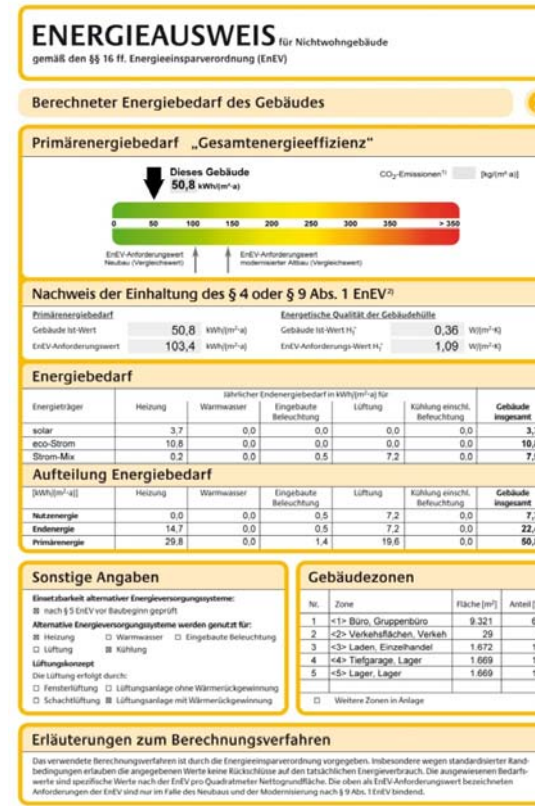 ENERGIEAUSWEIS für Nichtwohngebäude
gemäß den §§ 16 ff. Energieeinsparverordnung (EnEV)
Berechneter Energiebedarf des Gebäudes
Primärenergiebedarf „Gesamtenergieeffizienz"
Dieses Gebäude
50,8 kWh/(m²·a)
CO₂-Emissionen¹⁾ [kg/(m²·a)]
0 50 100 150 200 250 300 350 > 350
EnEV-Anforderungswert
Neubau (Vergleichswert)
EnEV-Anforderungswert
modernisierter Altbau (Vergleichswert)
Nachweis der Einhaltung des § 4 oder § 9 Abs. 1 EnEV²⁾
Primärenergiebedarf Energetische Qualität der Gebäudehülle
Gebäude Ist-Wert 50,8 kWh/(m²·a) Gebäude Ist-Wert Hₜ' 0,36 W/(m²·K)
EnEV-Anforderungswert 103,4 kWh/(m²·a) EnEV-Anforderungs-Wert Hₜ' 1,09 W/(m²·K)
Energiebedarf
Jährlicher Endenergiebedarf in kWh/(m²·a) für
Energieträger Heizung Warmwasser Eingebaute Beleuchtung Lüftung Kühlung einschl. Befeuchtung Gebäude insgesamt
solar 3,7 0,0 0,0 0,0 0,0 3,
eco-Strom 10,8 0,0 0,0 0,0 0,0 10,
Strom-Mix 0,2 0,0 0,5 7,2 0,0 7,
Aufteilung Energiebedarf
[kWh/(m²·a)] Heizung Warmwasser Eingebaute Beleuchtung Lüftung Kühlung einschl. Befeuchtung Gebäude insgesamt
Nutzenergie 0,0 0,0 0,5 7,2 0,0 7,
Endenergie 14,7 0,0 0,5 7,2 0,0 22,
Primärenergie 29,8 0,0 1,4 19,6 0,0 50,
Sonstige Angaben
Einsetzbarkeit alternativer Energieversorgungssysteme:
☒ nach § 5 EnEV vor Baubeginn geprüft
Alternative Energieversorgungssysteme werden genutzt für:
☒ Heizung ☐ Warmwasser ☐ Eingebaute Beleuchtung
☐ Lüftung ☒ Kühlung
Lüftungskonzept
Die Lüftung erfolgt durch:
☐ Fensterlüftung ☐ Lüftungsanlage ohne Wärmerückgewinnung
☐ Schachtlüftung ☒ Lüftungsanlage mit Wärmerückgewinnung
Gebäudezonen
Nr. Zone Fläche [m²] Anteil [
1 <1> Büro, Gruppenbüro 9.321
2 <2> Verkehrsflächen, Verkeh 29
3 <3> Laden, Einzelhandel 1.672
4 <4> Tiefgarage, Lager 1.669
5 <5> Lager, Lager 1.669
☐ Weitere Zonen in Anlage
Erläuterungen zum Berechnungsverfahren
Das verwendete Berechnungsverfahren ist durch die Energieeinsparverordnung vorgegeben. Insbesondere wegen standardisierter Rand-
bedingungen erlauben die angegebenen Werte keine Rückschlüsse auf den tatsächlichen Energieverbrauch. Die ausgewiesenen Bedarfs-
werte sind spezifische Werte nach der EnEV pro Quadratmeter Nettogrundfläche. Die oben als EnEV-Anforderungswert bezeichneten
Anforderungen der EnEV sind nur im Falle des Neubaus und der Modernisierung nach § 9 Abs. 1 EnEV bindend.